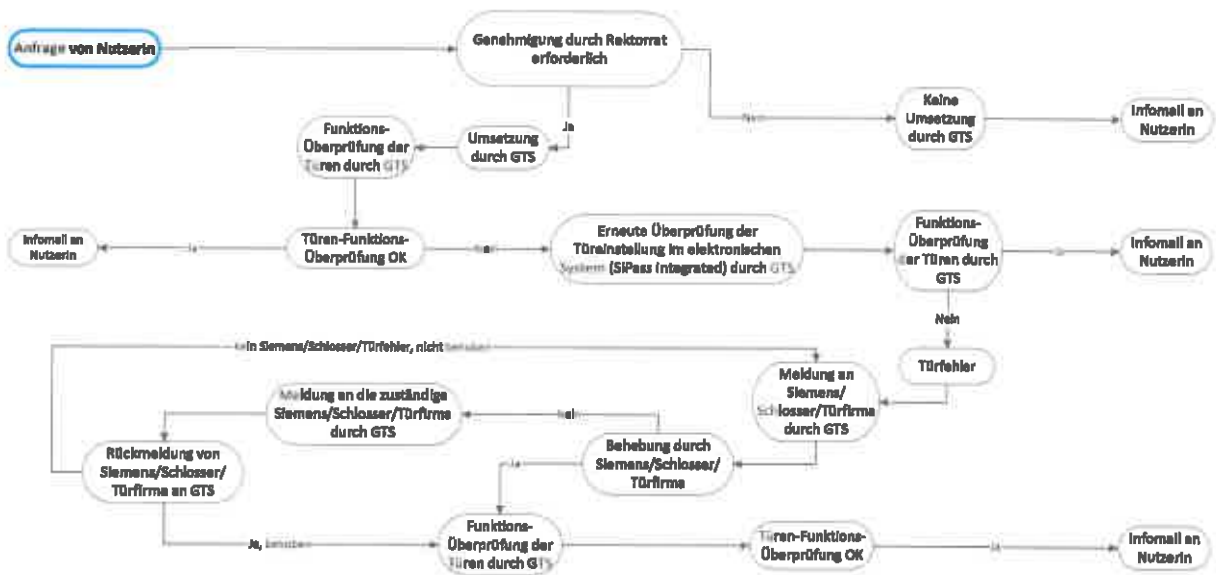 Anfrage von NutzerIn
Genehmigung durch Rektorrat
erforderlich
Nein
Keine
Umsetzung
durch GTS
Infomail an
NutzerIn
Ja
Umsetzung
durch GTS
Funktions-
Überprüfung der
Türen durch GTS
Infomail an
NutzerIn
Ja
Türen-Funktions-
Überprüfung OK
Nein
Erneute Überprüfung der
Türeinstellung im elektronischen
System (SiPass integrated) durch GTS
Funktions-
Überprüfung
der Türen durch
GTS
Ja
Infomail an
NutzerIn
Nein
Türfehler
kein Siemens/Schlosser/Türfehler, nicht behoben
Meldung an
Siemens/
Schlosser/Türfirma
durch GTS
Meldung an die zuständige
Siemens/Schlosser/Türfirma
durch GTS
Nein
Behebung durch
Siemens/Schlosser/
Türfirma
Ja
Rückmeldung von
Siemens/Schlosser/
Türfirma an GTS
Ja, behoben
Funktions-
Überprüfung der
Türen durch GTS
Türen-Funktions-
Überprüfung OK
Ja
Infomail an
NutzerIn